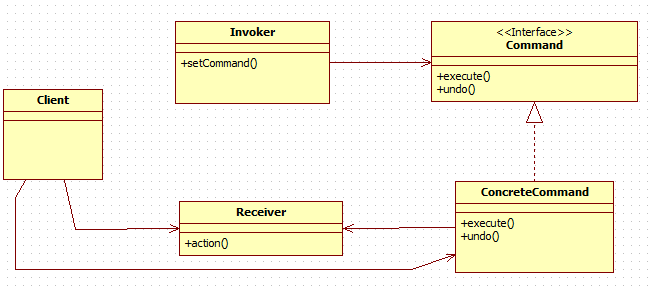 Invoker
+setCommand()
<<Interface>>
Command
+execute()
+undo()
Client
Receiver
+action()
ConcreteCommand
+execute()
+undo()